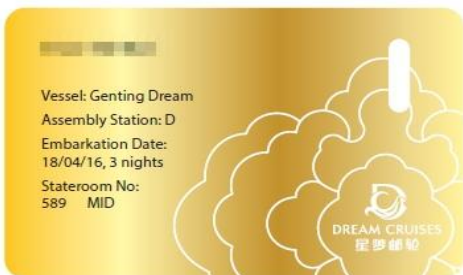 Vessel: Genting Dream
Assembly Station: D
Embarkation Date:
18/04/16, 3 nights
Stateroom No:
589 MID
DREAM CRUISES
星夢邮轮